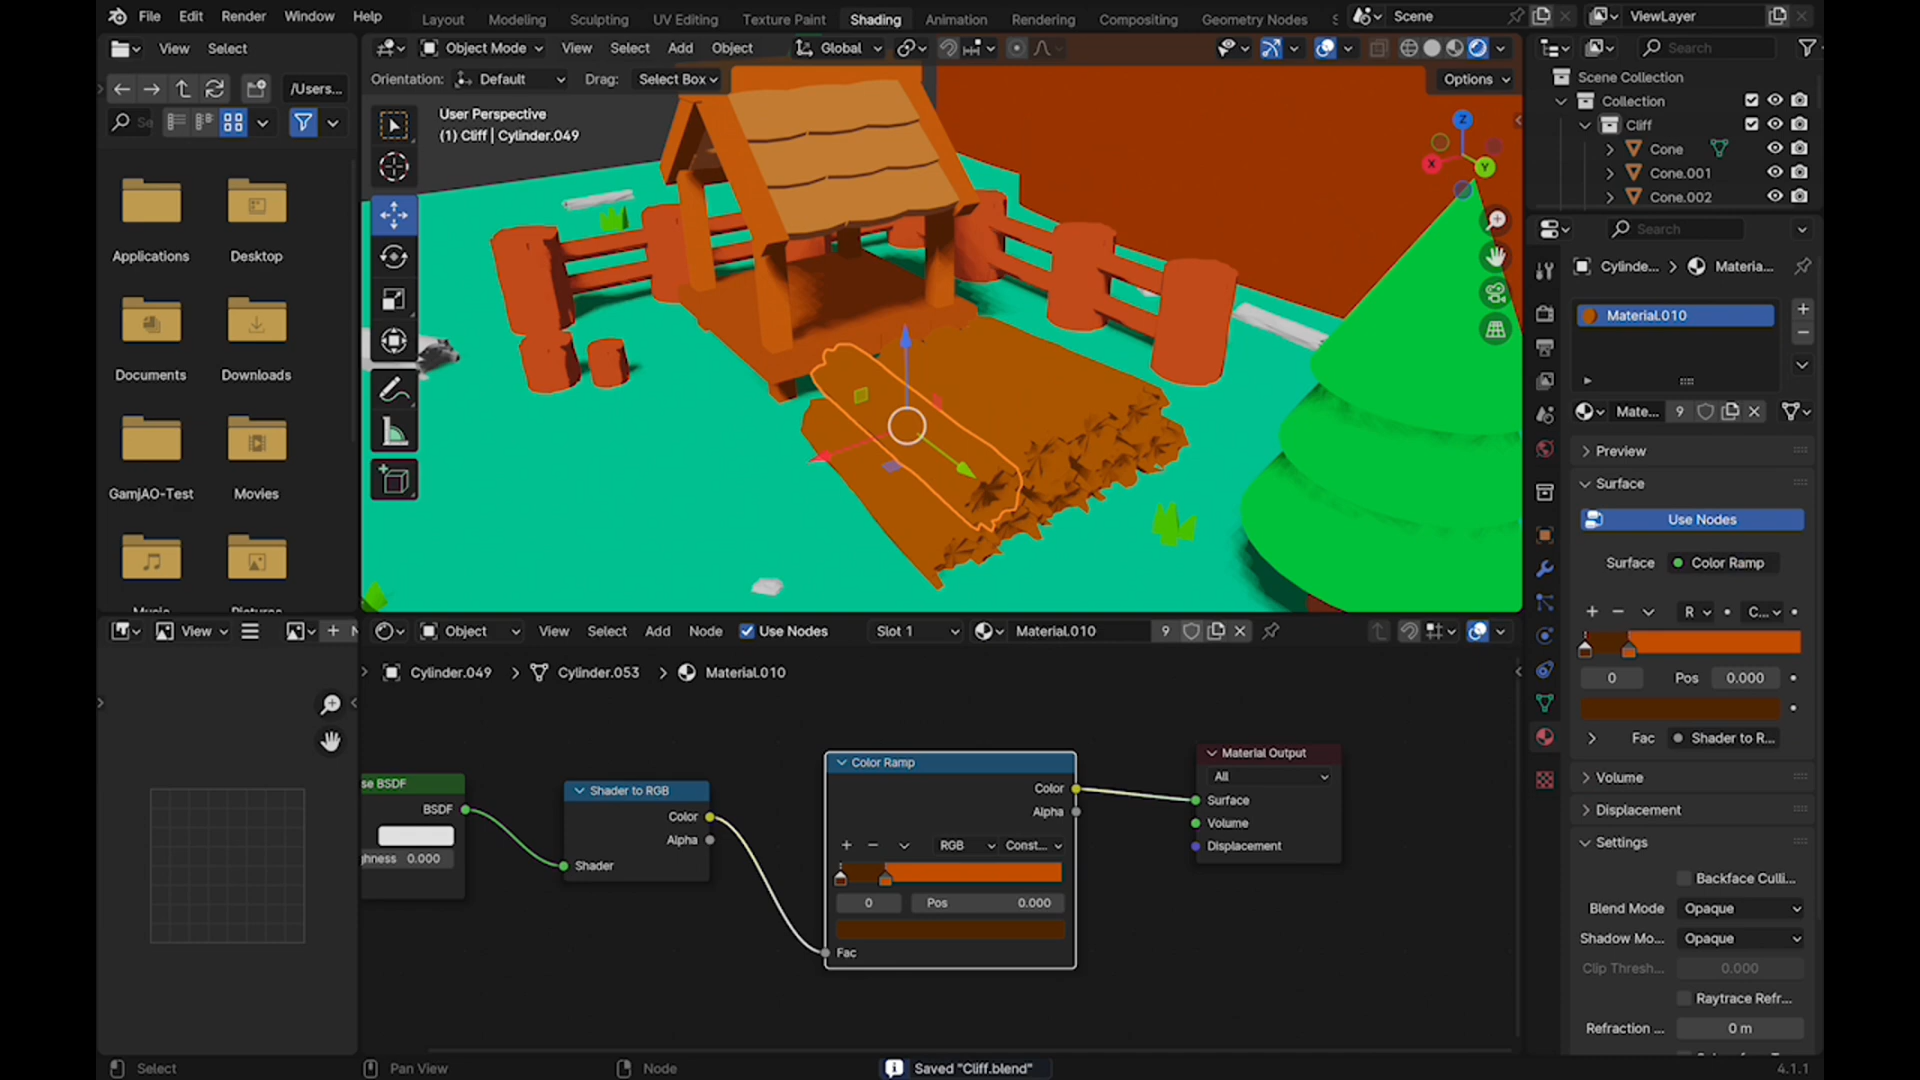 File Edit Render Window Help
Layout Modeling Sculpting UV Editing Texture Paint Shading Animation Rendering Compositing Geometry Nodes
Scene
ViewLayer
View Select
Object Mode View Select Add Object
Global
Search
/Users...
Orientation: Default Drag: Select Box
Options
User Perspective
(1) Cliff | Cylinder.049
Scene Collection
Collection
Cliff
Cone
Cone.001
Cone.002
Z
X
Y
Applications Desktop
Documents Downloads
GamjAO-Test Movies
Search
Cylinde... Materia...
Material.010
Mate... 9
Preview
Surface
Use Nodes
Surface Color Ramp
R C...
0 Pos 0.000
Fac Shader to R...
Volume
Displacement
Settings
Backface Culli...
Blend Mode Opaque
Shadow Mo... Opaque
Clip Thresh... 0.000
Raytrace Refr...
Refraction ... 0 m
View
Object View Select Add Node Use Nodes Slot 1 Material.010 9
Cylinder.049 Cylinder.053 Material.010
se BSDF
BSDF
ghness 0.000
Shader to RGB
Color
Alpha
Shader
Color Ramp
Color
Alpha
RGB Const...
0 Pos 0.000
Fac
Material Output
All
Surface
Volume
Displacement
Select Pan View Node Saved "Cliff.blend" 4.1.1